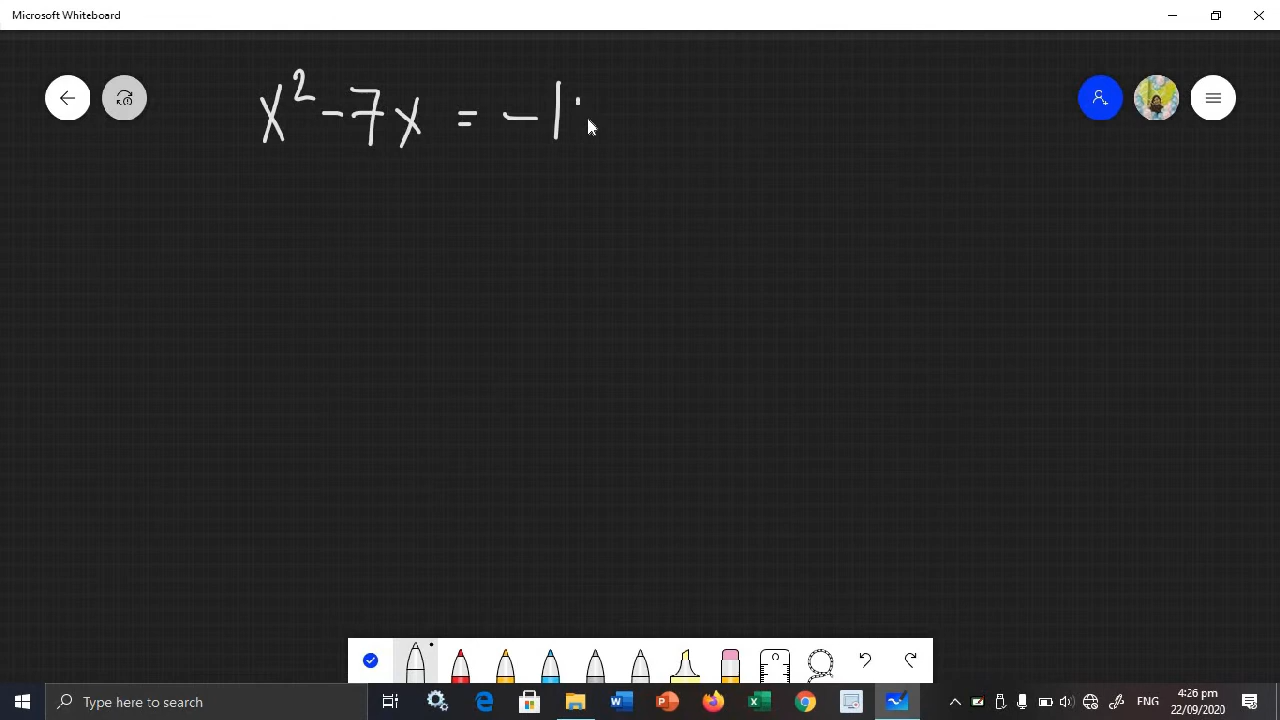 Microsoft Whiteboard
x² - 7x = -1
Type here to search
ENG
4:26 pm
22/09/2020